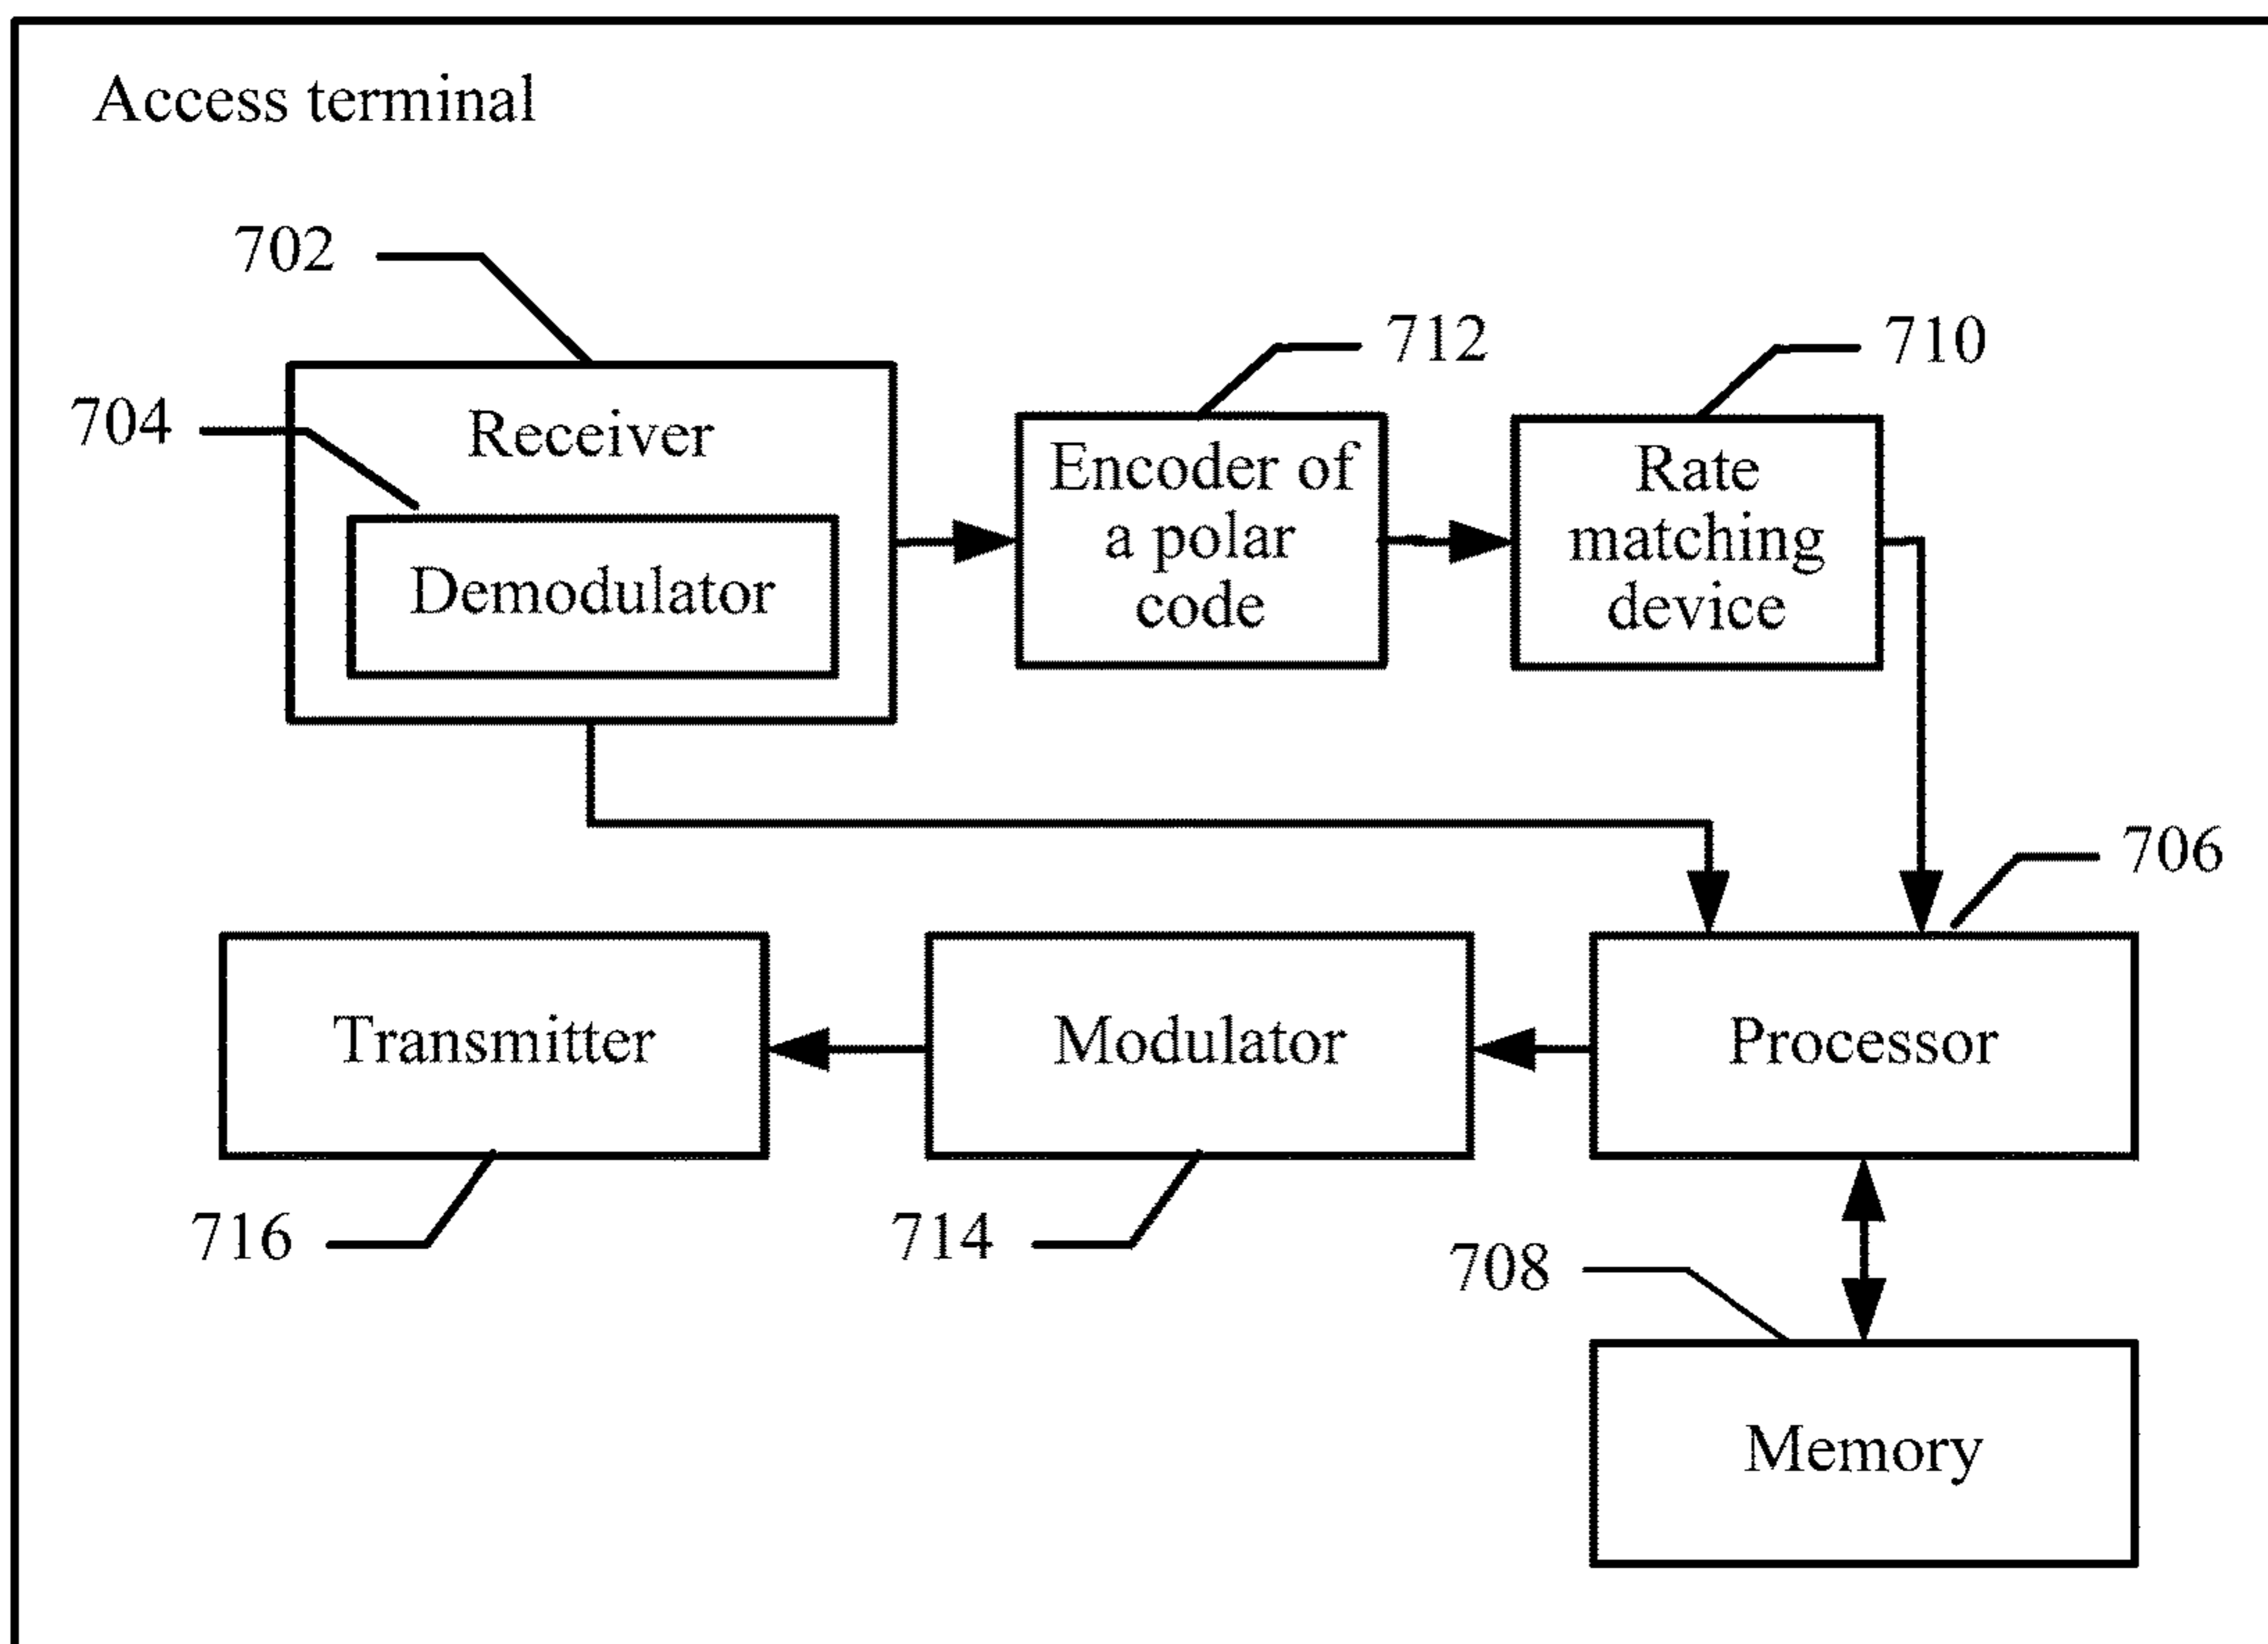 Access terminal
702
712
710
704
Receiver
Encoder of
a polar
code
Rate
matching
device
Demodulator
706
Transmitter
Modulator
Processor
716
714
708
Memory